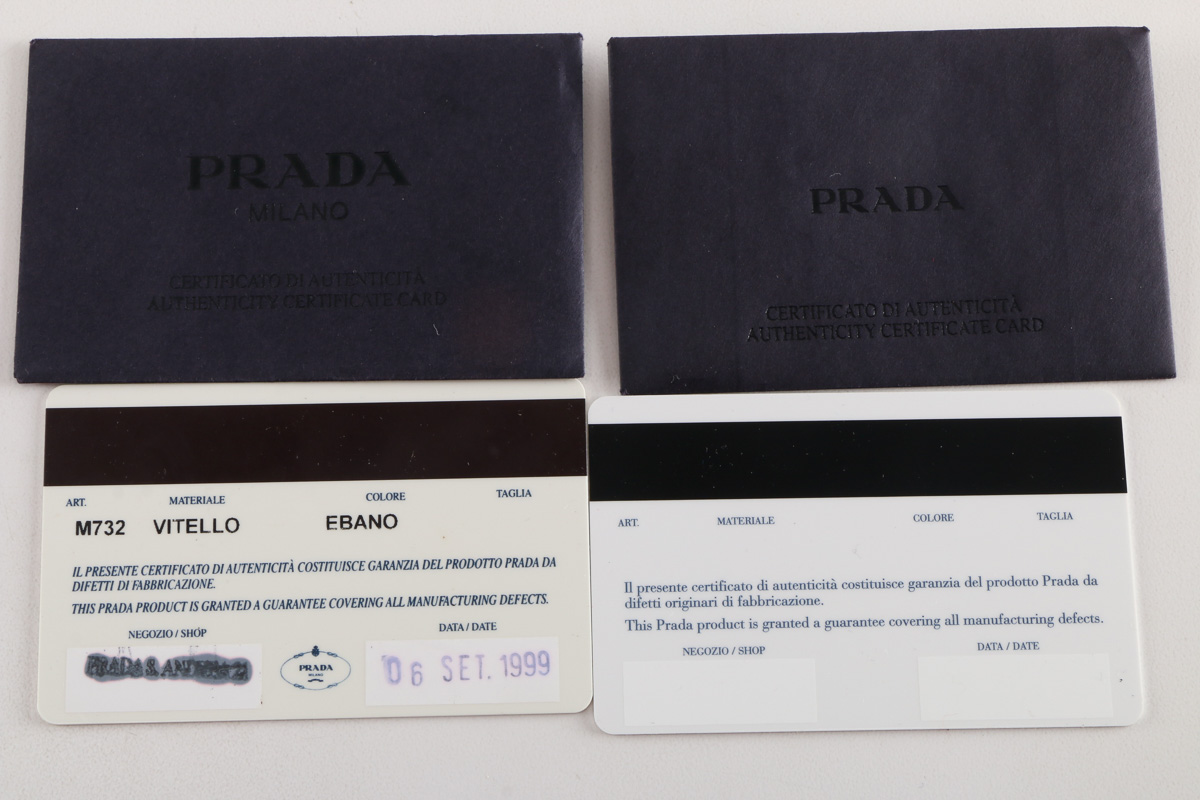 PRADA
MILANO
CERTIFICATO DI AUTENTICITÀ
AUTHENTICITY CERTIFICATE CARD
PRADA
CERTIFICATO DI AUTENTICITÀ
AUTHENTICITY CERTIFICATE CARD
ART. MATERIALE COLORE TAGLIA
M732 VITELLO EBANO
IL PRESENTE CERTIFICATO DI AUTENTICITÀ COSTITUISCE GARANZIA DEL PRODOTTO PRADA DA
DIFETTI DI FABBRICAZIONE.
THIS PRADA PRODUCT IS GRANTED A GUARANTEE COVERING ALL MANUFACTURING DEFECTS.
NEGOZIO / SHOP
DATA / DATE
PRADA
MILANO
06 SET. 1999
ART. MATERIALE COLORE TAGLIA
Il presente certificato di autenticità costituisce garanzia del prodotto Prada da
difetti originari di fabbricazione.
This Prada product is granted a guarantee covering all manufacturing defects.
NEGOZIO / SHOP
DATA / DATE